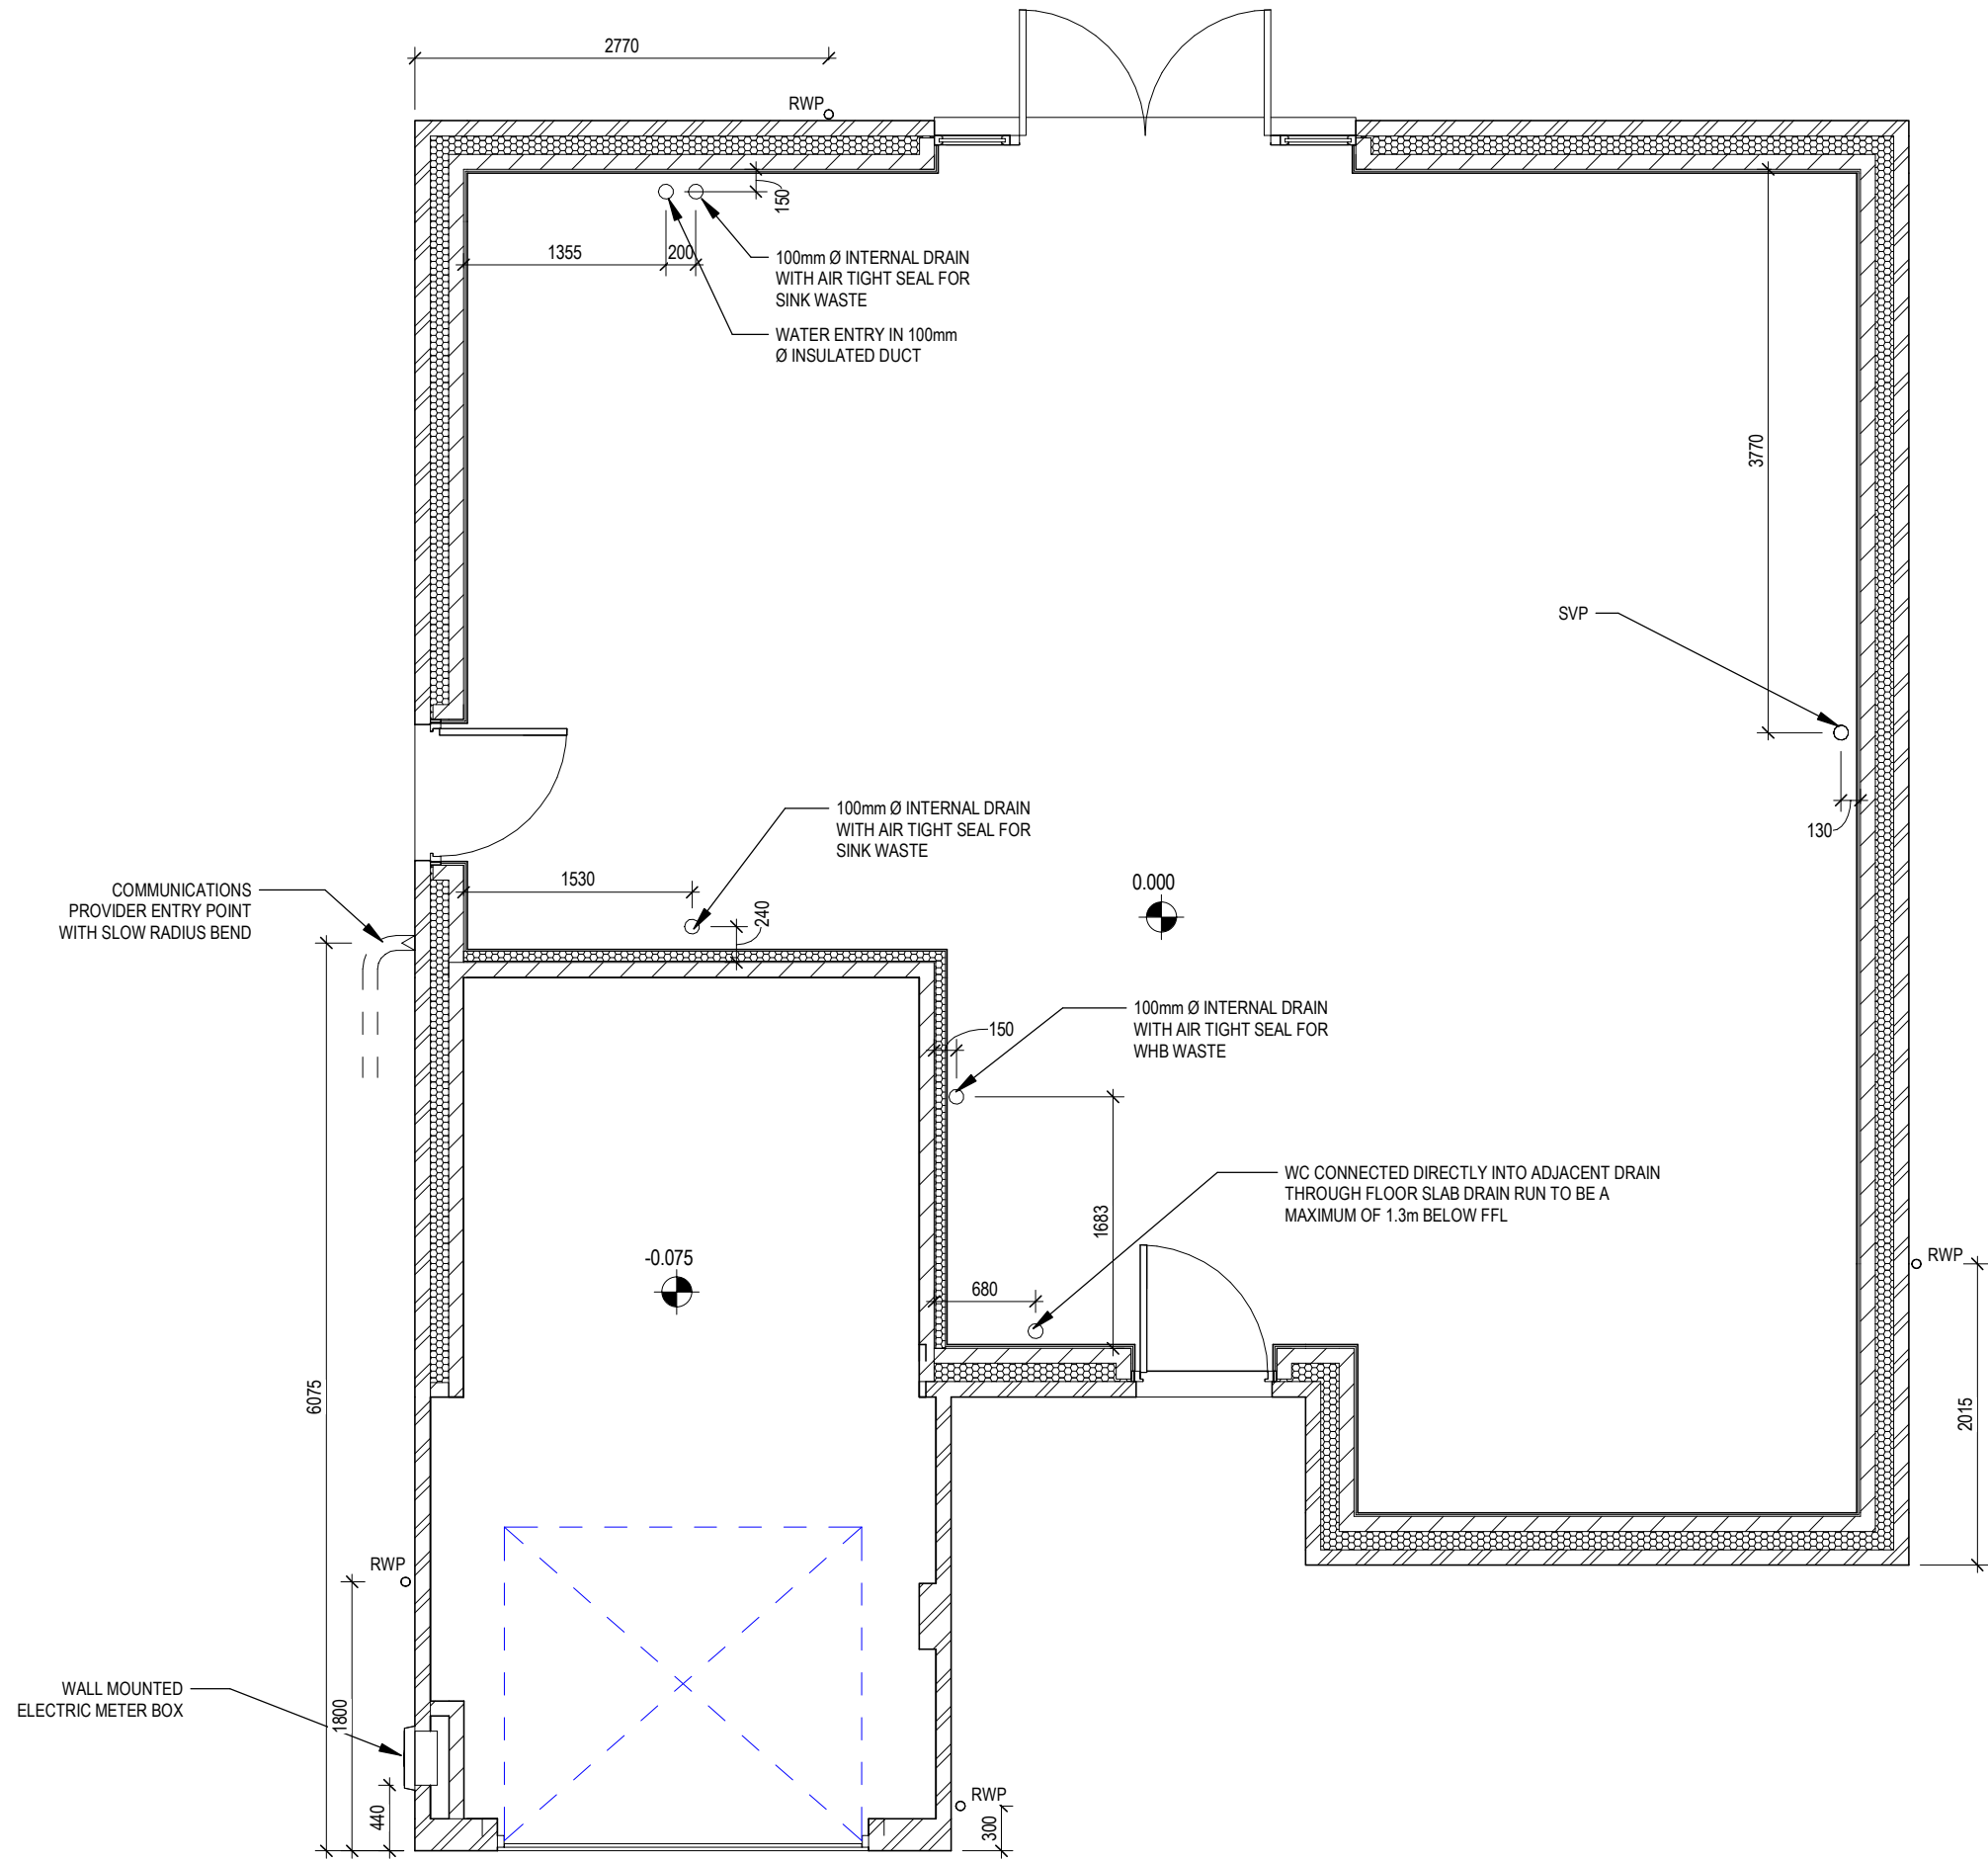 2770
RWP
150
1355
200
100mm Ø INTERNAL DRAIN
WITH AIR TIGHT SEAL FOR
SINK WASTE
WATER ENTRY IN 100mm
Ø INSULATED DUCT
3770
SVP
130
100mm Ø INTERNAL DRAIN
WITH AIR TIGHT SEAL FOR
SINK WASTE
1530
240
0.000
COMMUNICATIONS
PROVIDER ENTRY POINT
WITH SLOW RADIUS BEND
100mm Ø INTERNAL DRAIN
WITH AIR TIGHT SEAL FOR
WHB WASTE
150
1683
WC CONNECTED DIRECTLY INTO ADJACENT DRAIN
THROUGH FLOOR SLAB DRAIN RUN TO BE A
MAXIMUM OF 1.3m BELOW FFL
-0.075
680
RWP
2015
6075
RWP
1800
WALL MOUNTED
ELECTRIC METER BOX
440
RWP
300